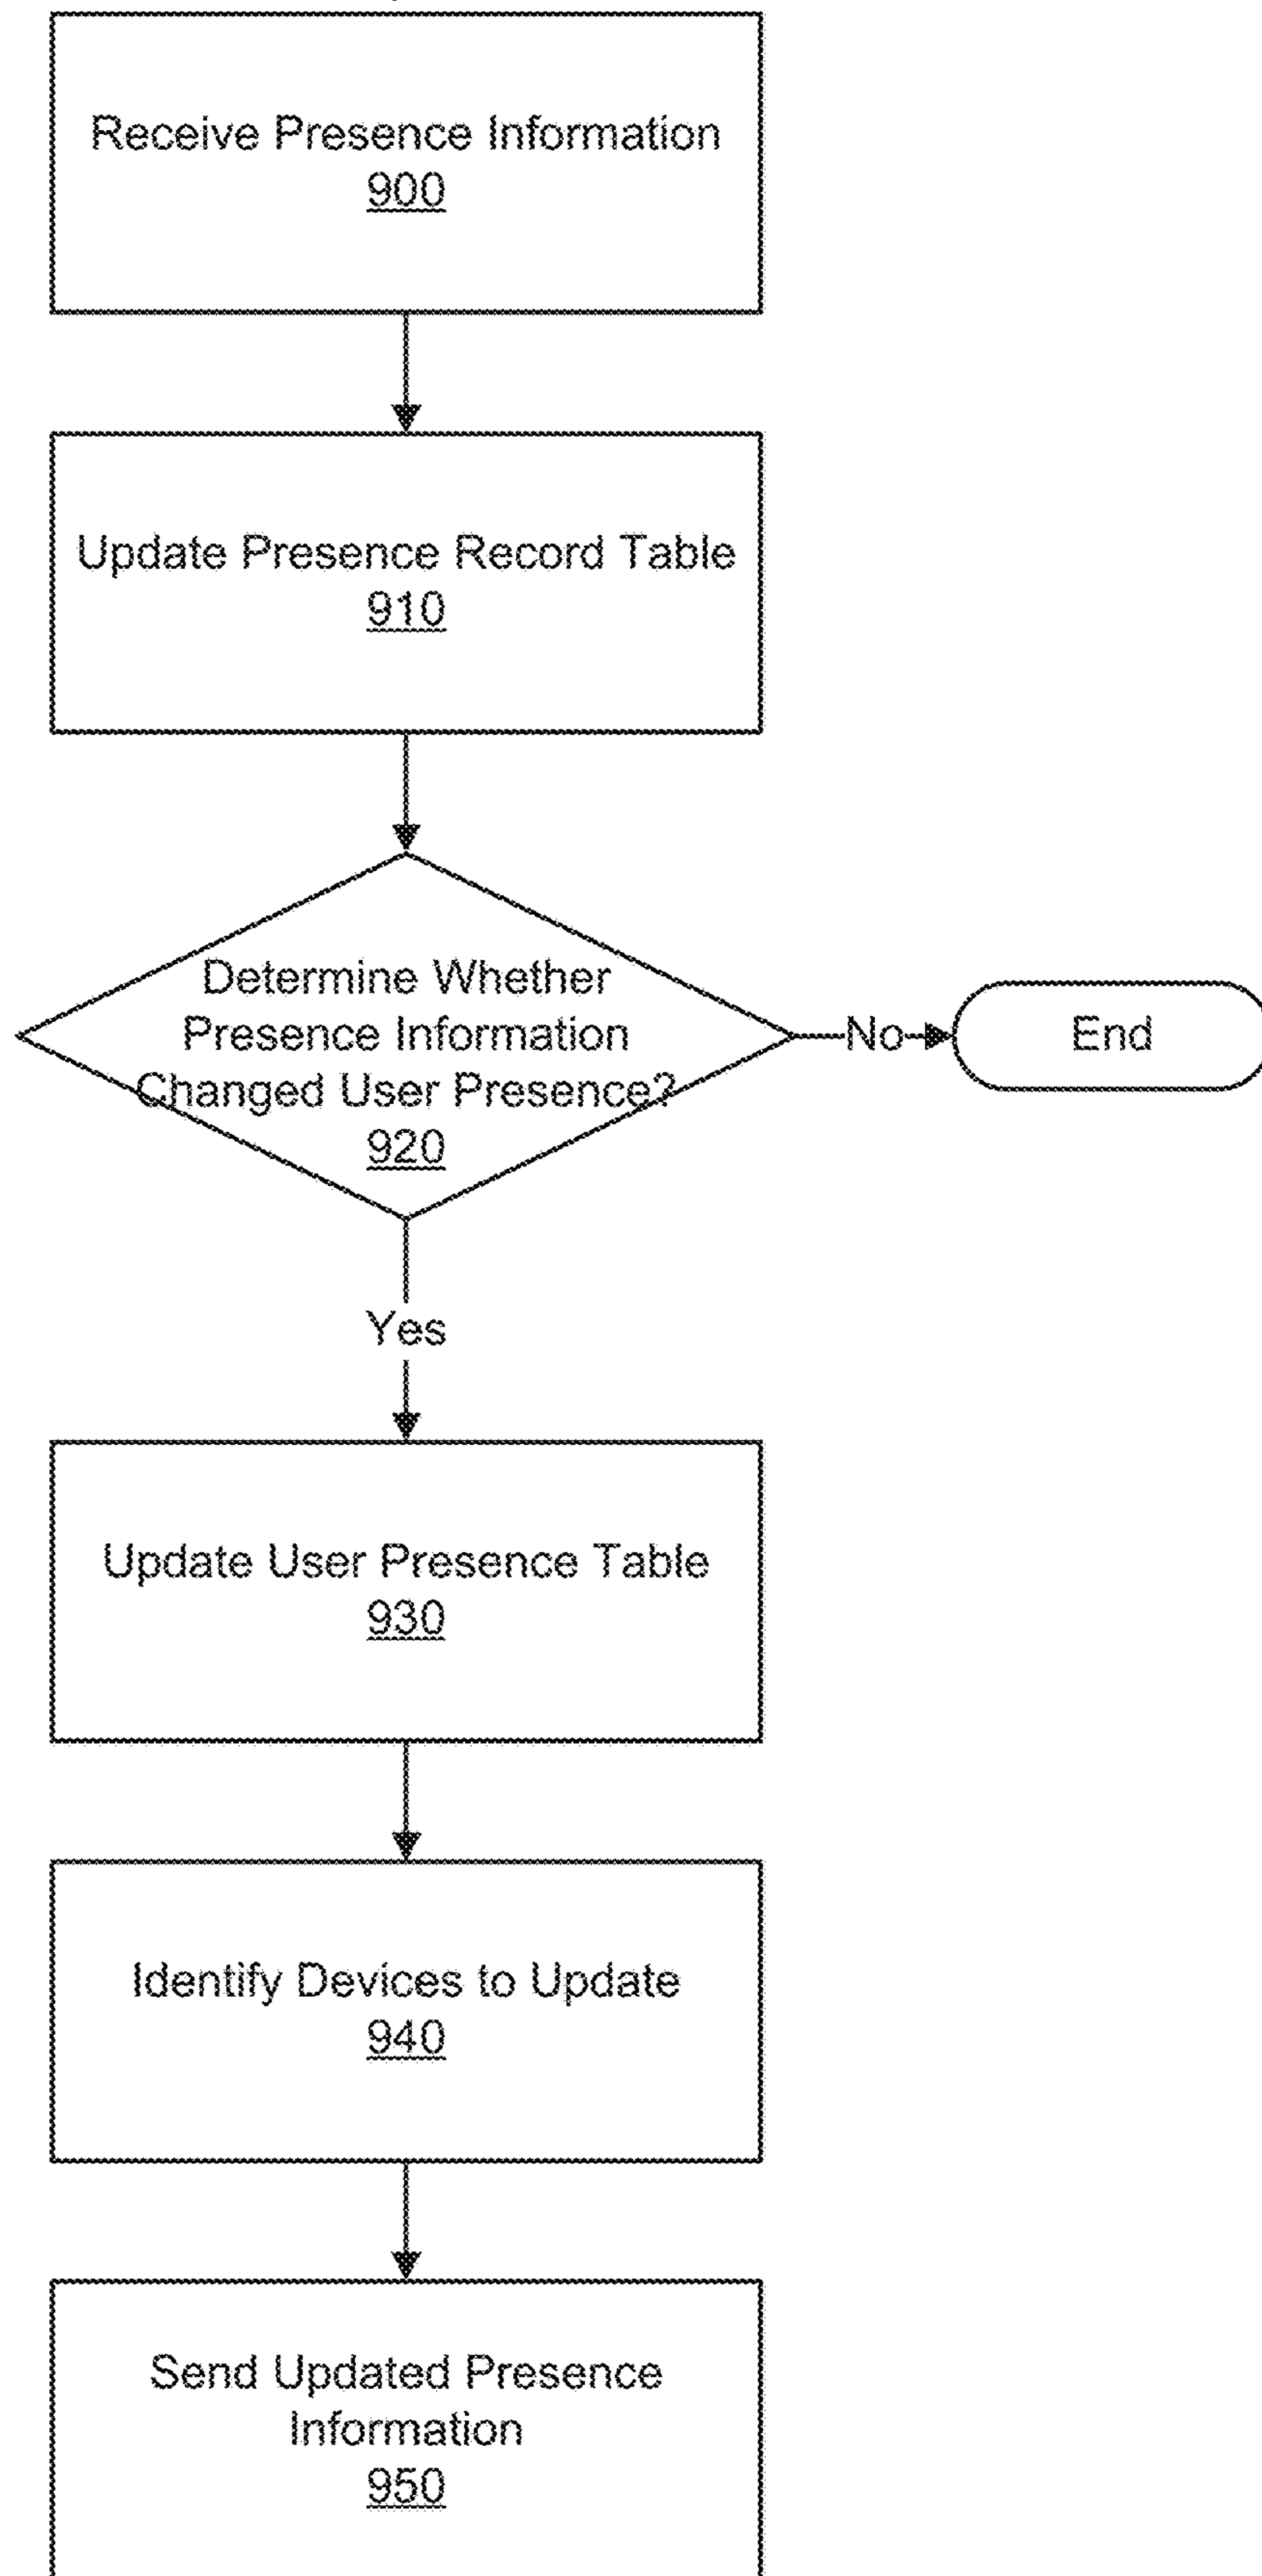 Receive Presence Information
900
Update Presence Record Table
910
Determine Whether
Presence Information
Changed User Presence?
920
No
End
Yes
Update User Presence Table
930
Identify Devices to Update
940
Send Updated Presence
Information
950